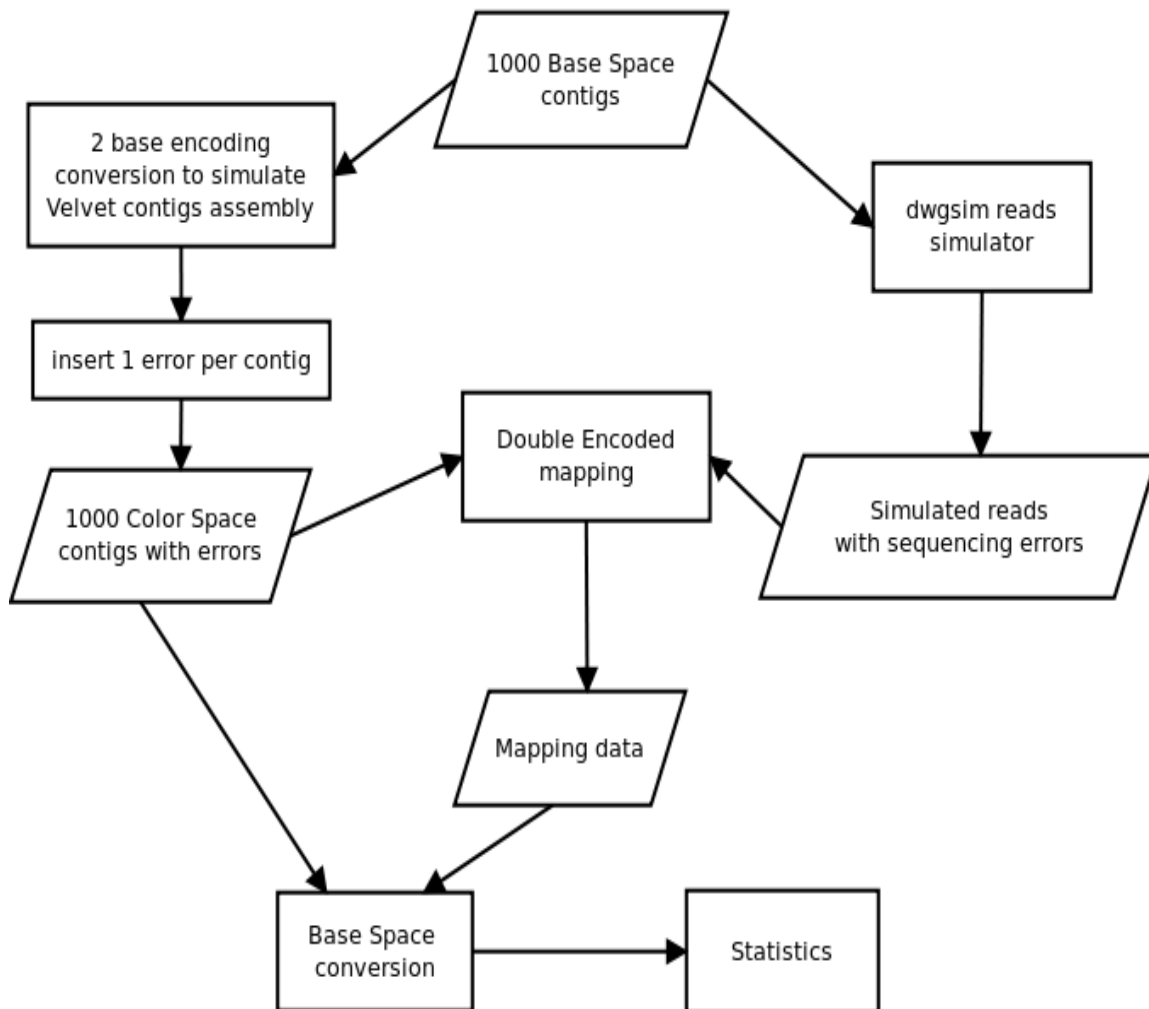 1000 Base Space
contigs
2 base encoding
conversion to simulate
Velvet contigs assembly
dwgsim reads
simulator
insert 1 error per contig
Double Encoded
mapping
1000 Color Space
contigs with errors
Simulated reads
with sequencing errors
Mapping data
Base Space
conversion
Statistics